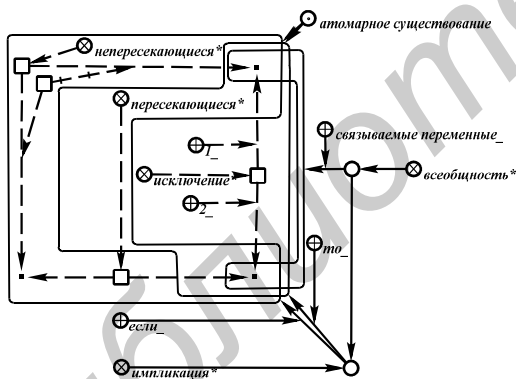 атомарное существование
непересекающиеся*
пересекающиеся*
связываемые переменные_
1_
исключение*
всеобщность*
2_
то_
если_
импликация*